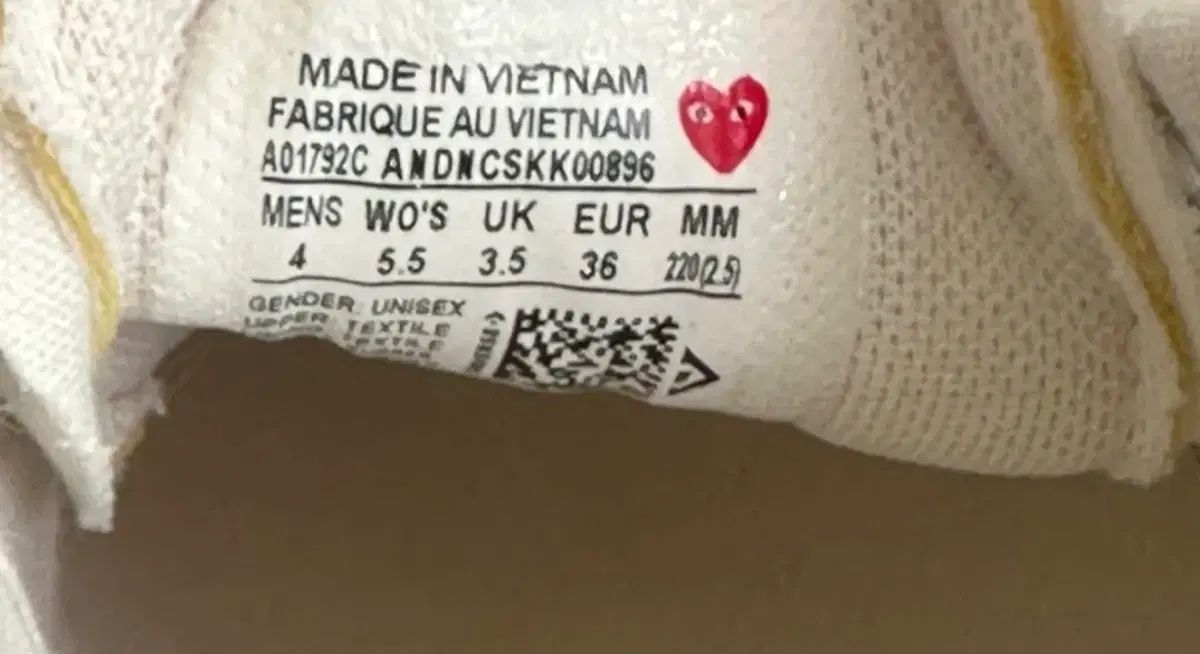 MADE IN VIETNAM
FABRIQUE AU VIETNAM
A01792C ANDNCSKK00896
MENS WO'S UK EUR MM
4 5.5 3.5 36 220(2.5)
GENDER: UNISEX
UPPER TEXTILE
TEXTILE